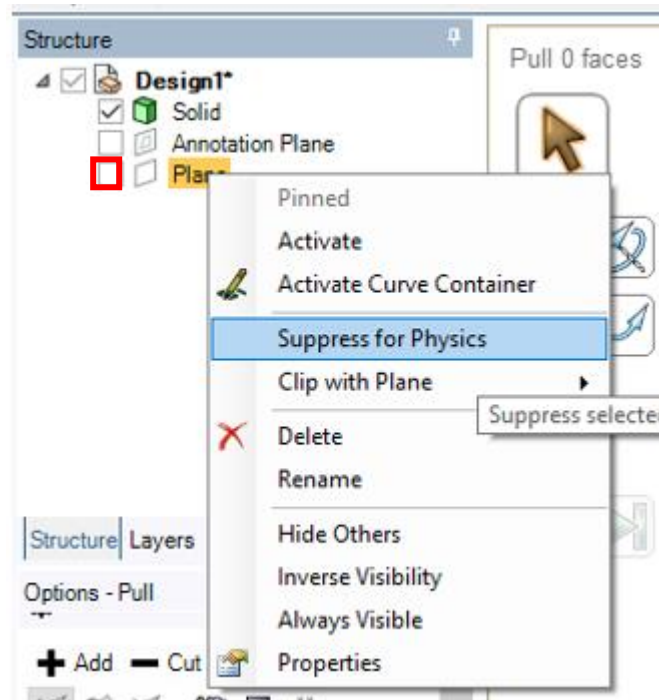 Structure
Pull 0 faces
Design1*
Solid
Annotation Plane
Plane
Pinned
Activate
Activate Curve Container
Suppress for Physics
Clip with Plane
Suppress selecte
Delete
Rename
Structure Layers
Hide Others
Options - Pull
Inverse Visibility
Always Visible
Add Cut
Properties